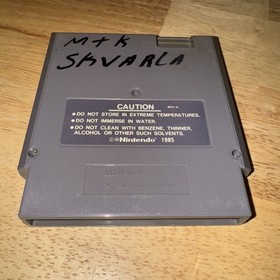 M+K
SKVARLA
CAUTION REV-A
•DO NOT STORE IN EXTREME TEMPERATURES.
•DO NOT IMMERSE IN WATER.
•DO NOT CLEAN WITH BENZENE, THINNER,
ALCOHOL OR OTHER SUCH SOLVENTS.
©®Nintendo® 1985